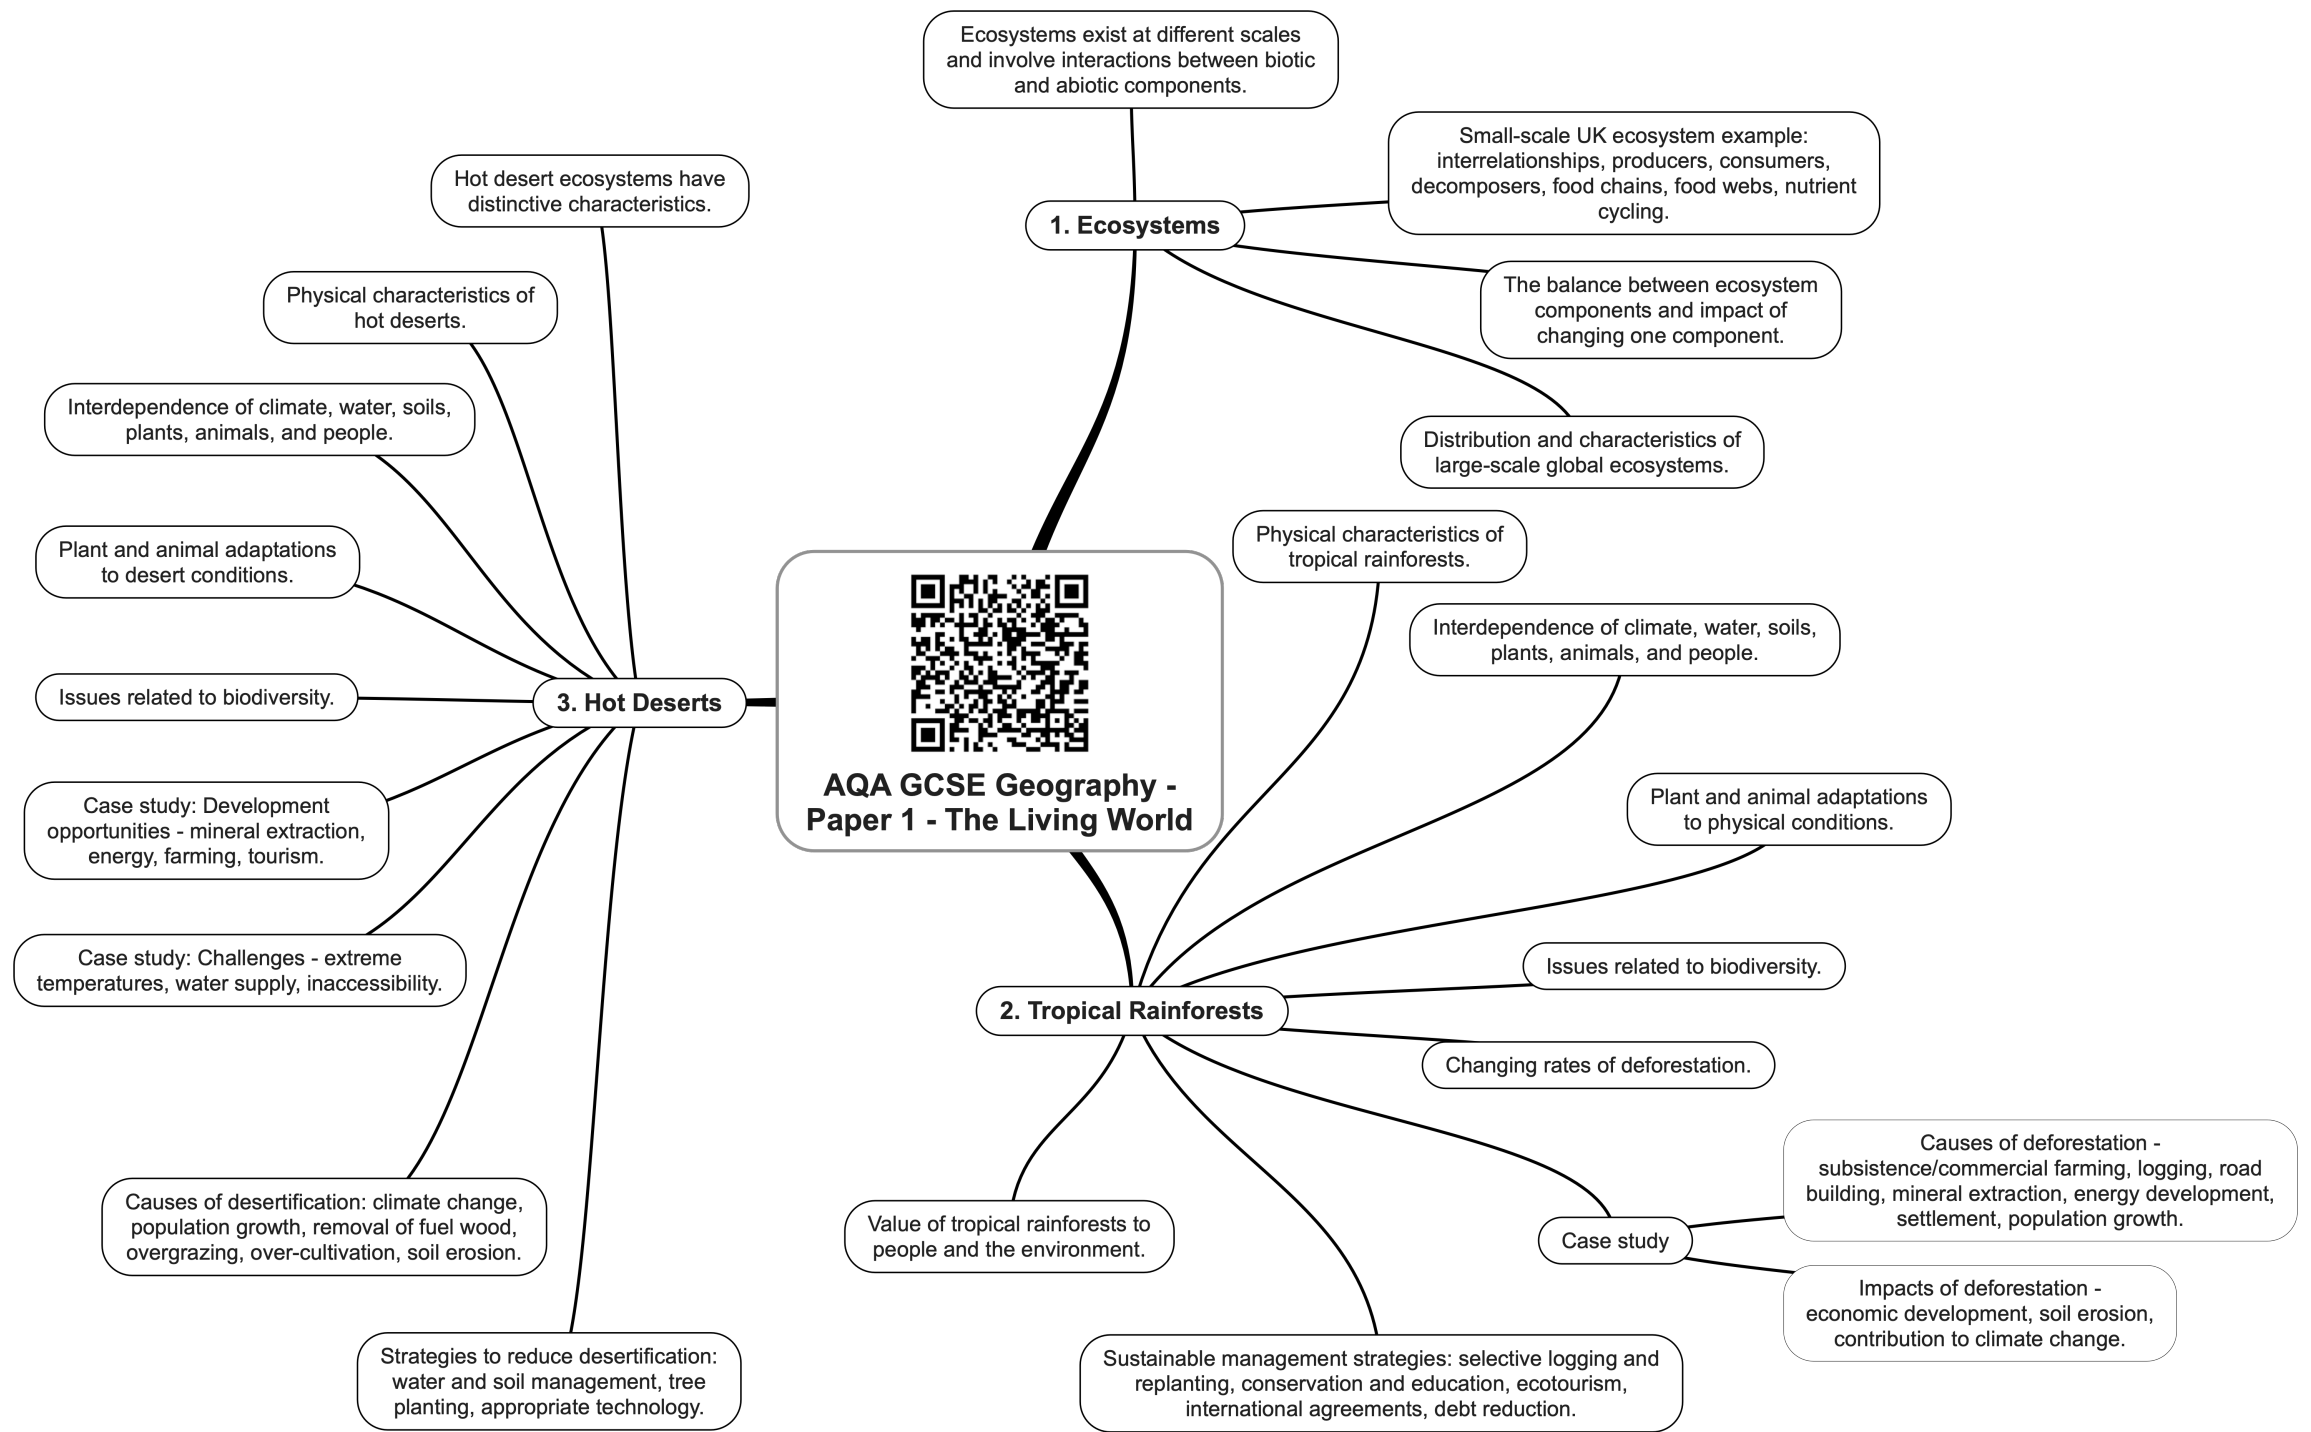 AQA GCSE Geography -
Paper 1 - The Living World
1. Ecosystems
Ecosystems exist at different scales
and involve interactions between biotic
and abiotic components.
Small-scale UK ecosystem example:
interrelationships, producers, consumers,
decomposers, food chains, food webs, nutrient
cycling.
The balance between ecosystem
components and impact of
changing one component.
Distribution and characteristics of
large-scale global ecosystems.
2. Tropical Rainforests
Physical characteristics of
tropical rainforests.
Interdependence of climate, water, soils,
plants, animals, and people.
Plant and animal adaptations
to physical conditions.
Issues related to biodiversity.
Changing rates of deforestation.
Case study
Causes of deforestation -
subsistence/commercial farming, logging, road
building, mineral extraction, energy development,
settlement, population growth.
Impacts of deforestation -
economic development, soil erosion,
contribution to climate change.
Sustainable management strategies: selective logging and
replanting, conservation and education, ecotourism,
international agreements, debt reduction.
Value of tropical rainforests to
people and the environment.
3. Hot Deserts
Hot desert ecosystems have
distinctive characteristics.
Physical characteristics of
hot deserts.
Interdependence of climate, water, soils,
plants, animals, and people.
Plant and animal adaptations
to desert conditions.
Issues related to biodiversity.
Case study: Development
opportunities - mineral extraction,
energy, farming, tourism.
Case study: Challenges - extreme
temperatures, water supply, inaccessibility.
Causes of desertification: climate change,
population growth, removal of fuel wood,
overgrazing, over-cultivation, soil erosion.
Strategies to reduce desertification:
water and soil management, tree
planting, appropriate technology.